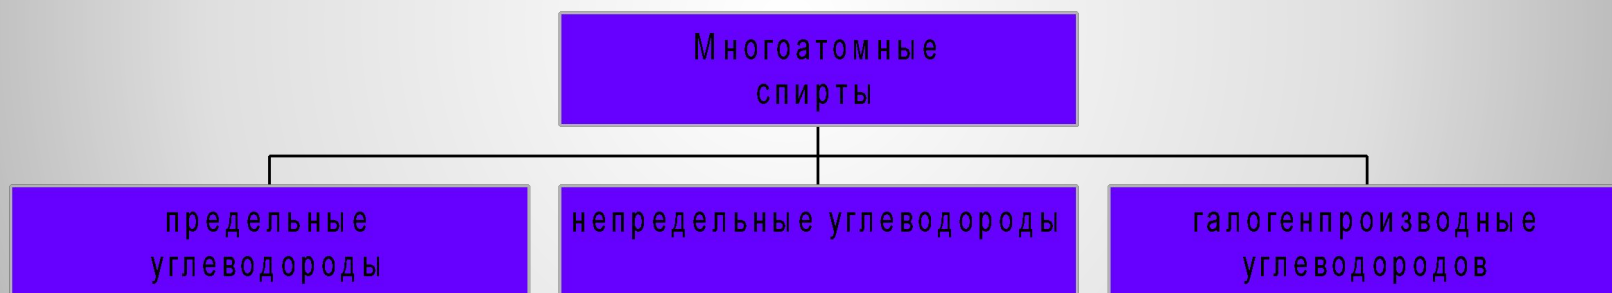 Многоатомные
спирты
предельные
углеводороды
непредельные углеводороды
галогенпроизводные
углеводородов